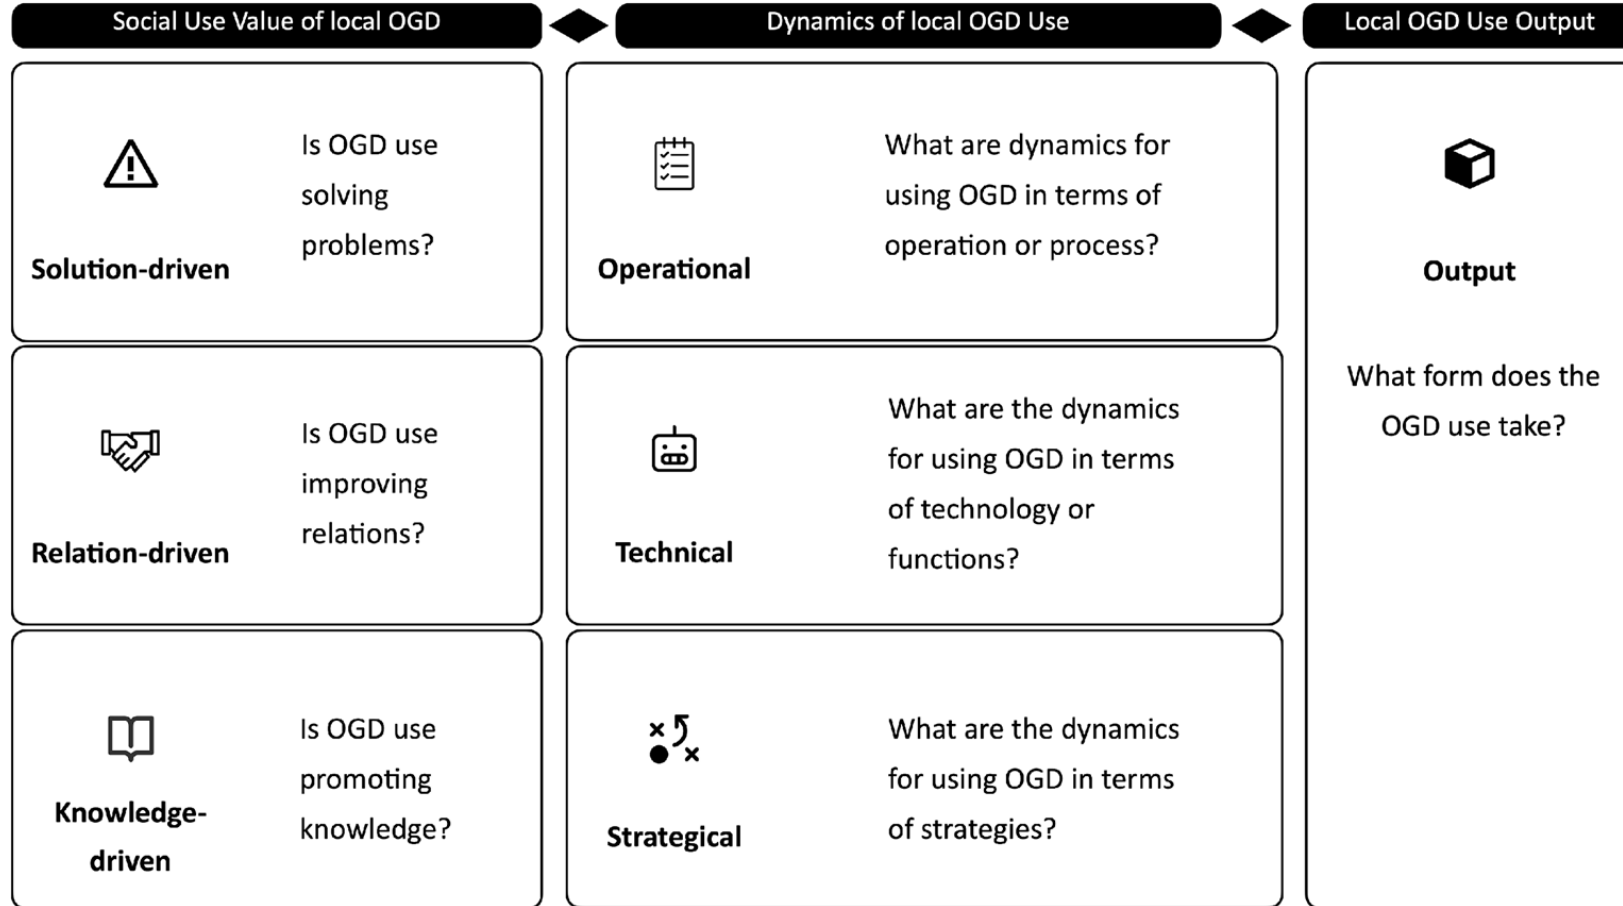 Social Use Value of local OGD
Dynamics of local OGD Use
Local OGD Use Output
Solution-driven
Is OGD use
solving
problems?
Operational
What are dynamics for
using OGD in terms of
operation or process?
Output
What form does the
OGD use take?
Relation-driven
Is OGD use
improving
relations?
Technical
What are the dynamics
for using OGD in terms
of technology or
functions?
Knowledge-
driven
Is OGD use
promoting
knowledge?
Strategical
What are the dynamics
for using OGD in terms
of strategies?